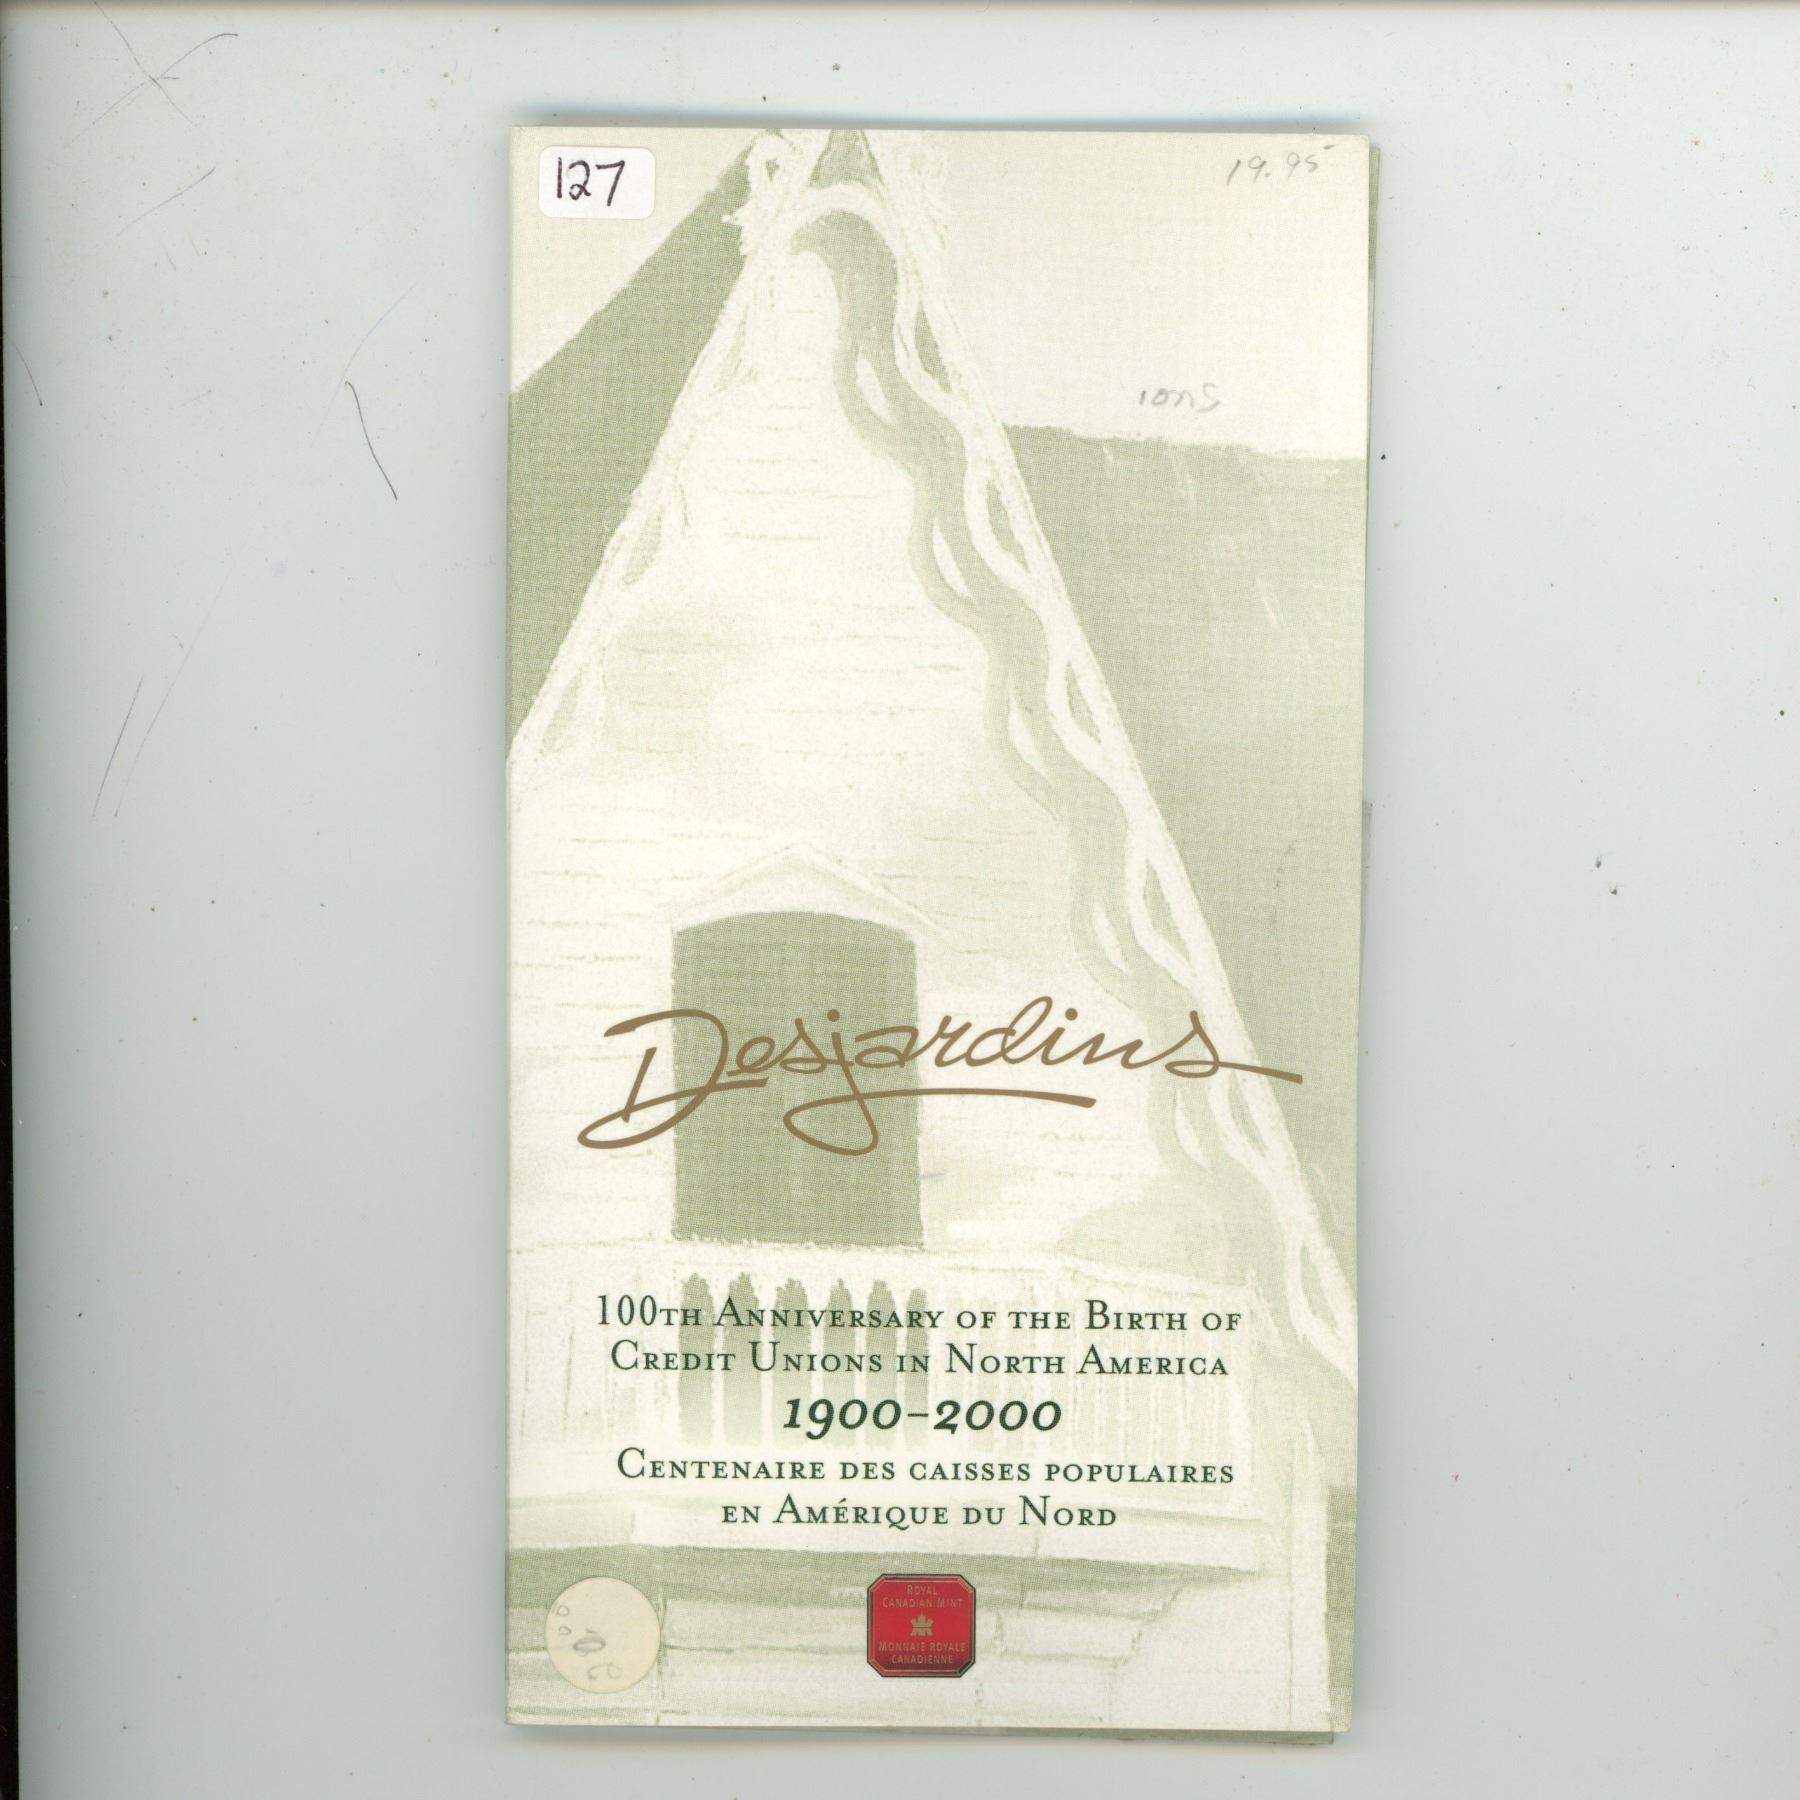 127
19.95
ions
Desjardins
100th Anniversary of the Birth of
Credit Unions in North America
1900–2000
Centenaire des caisses populaires
en Amérique du Nord
Royal
Canadian Mint
Monnaie royale
canadienne